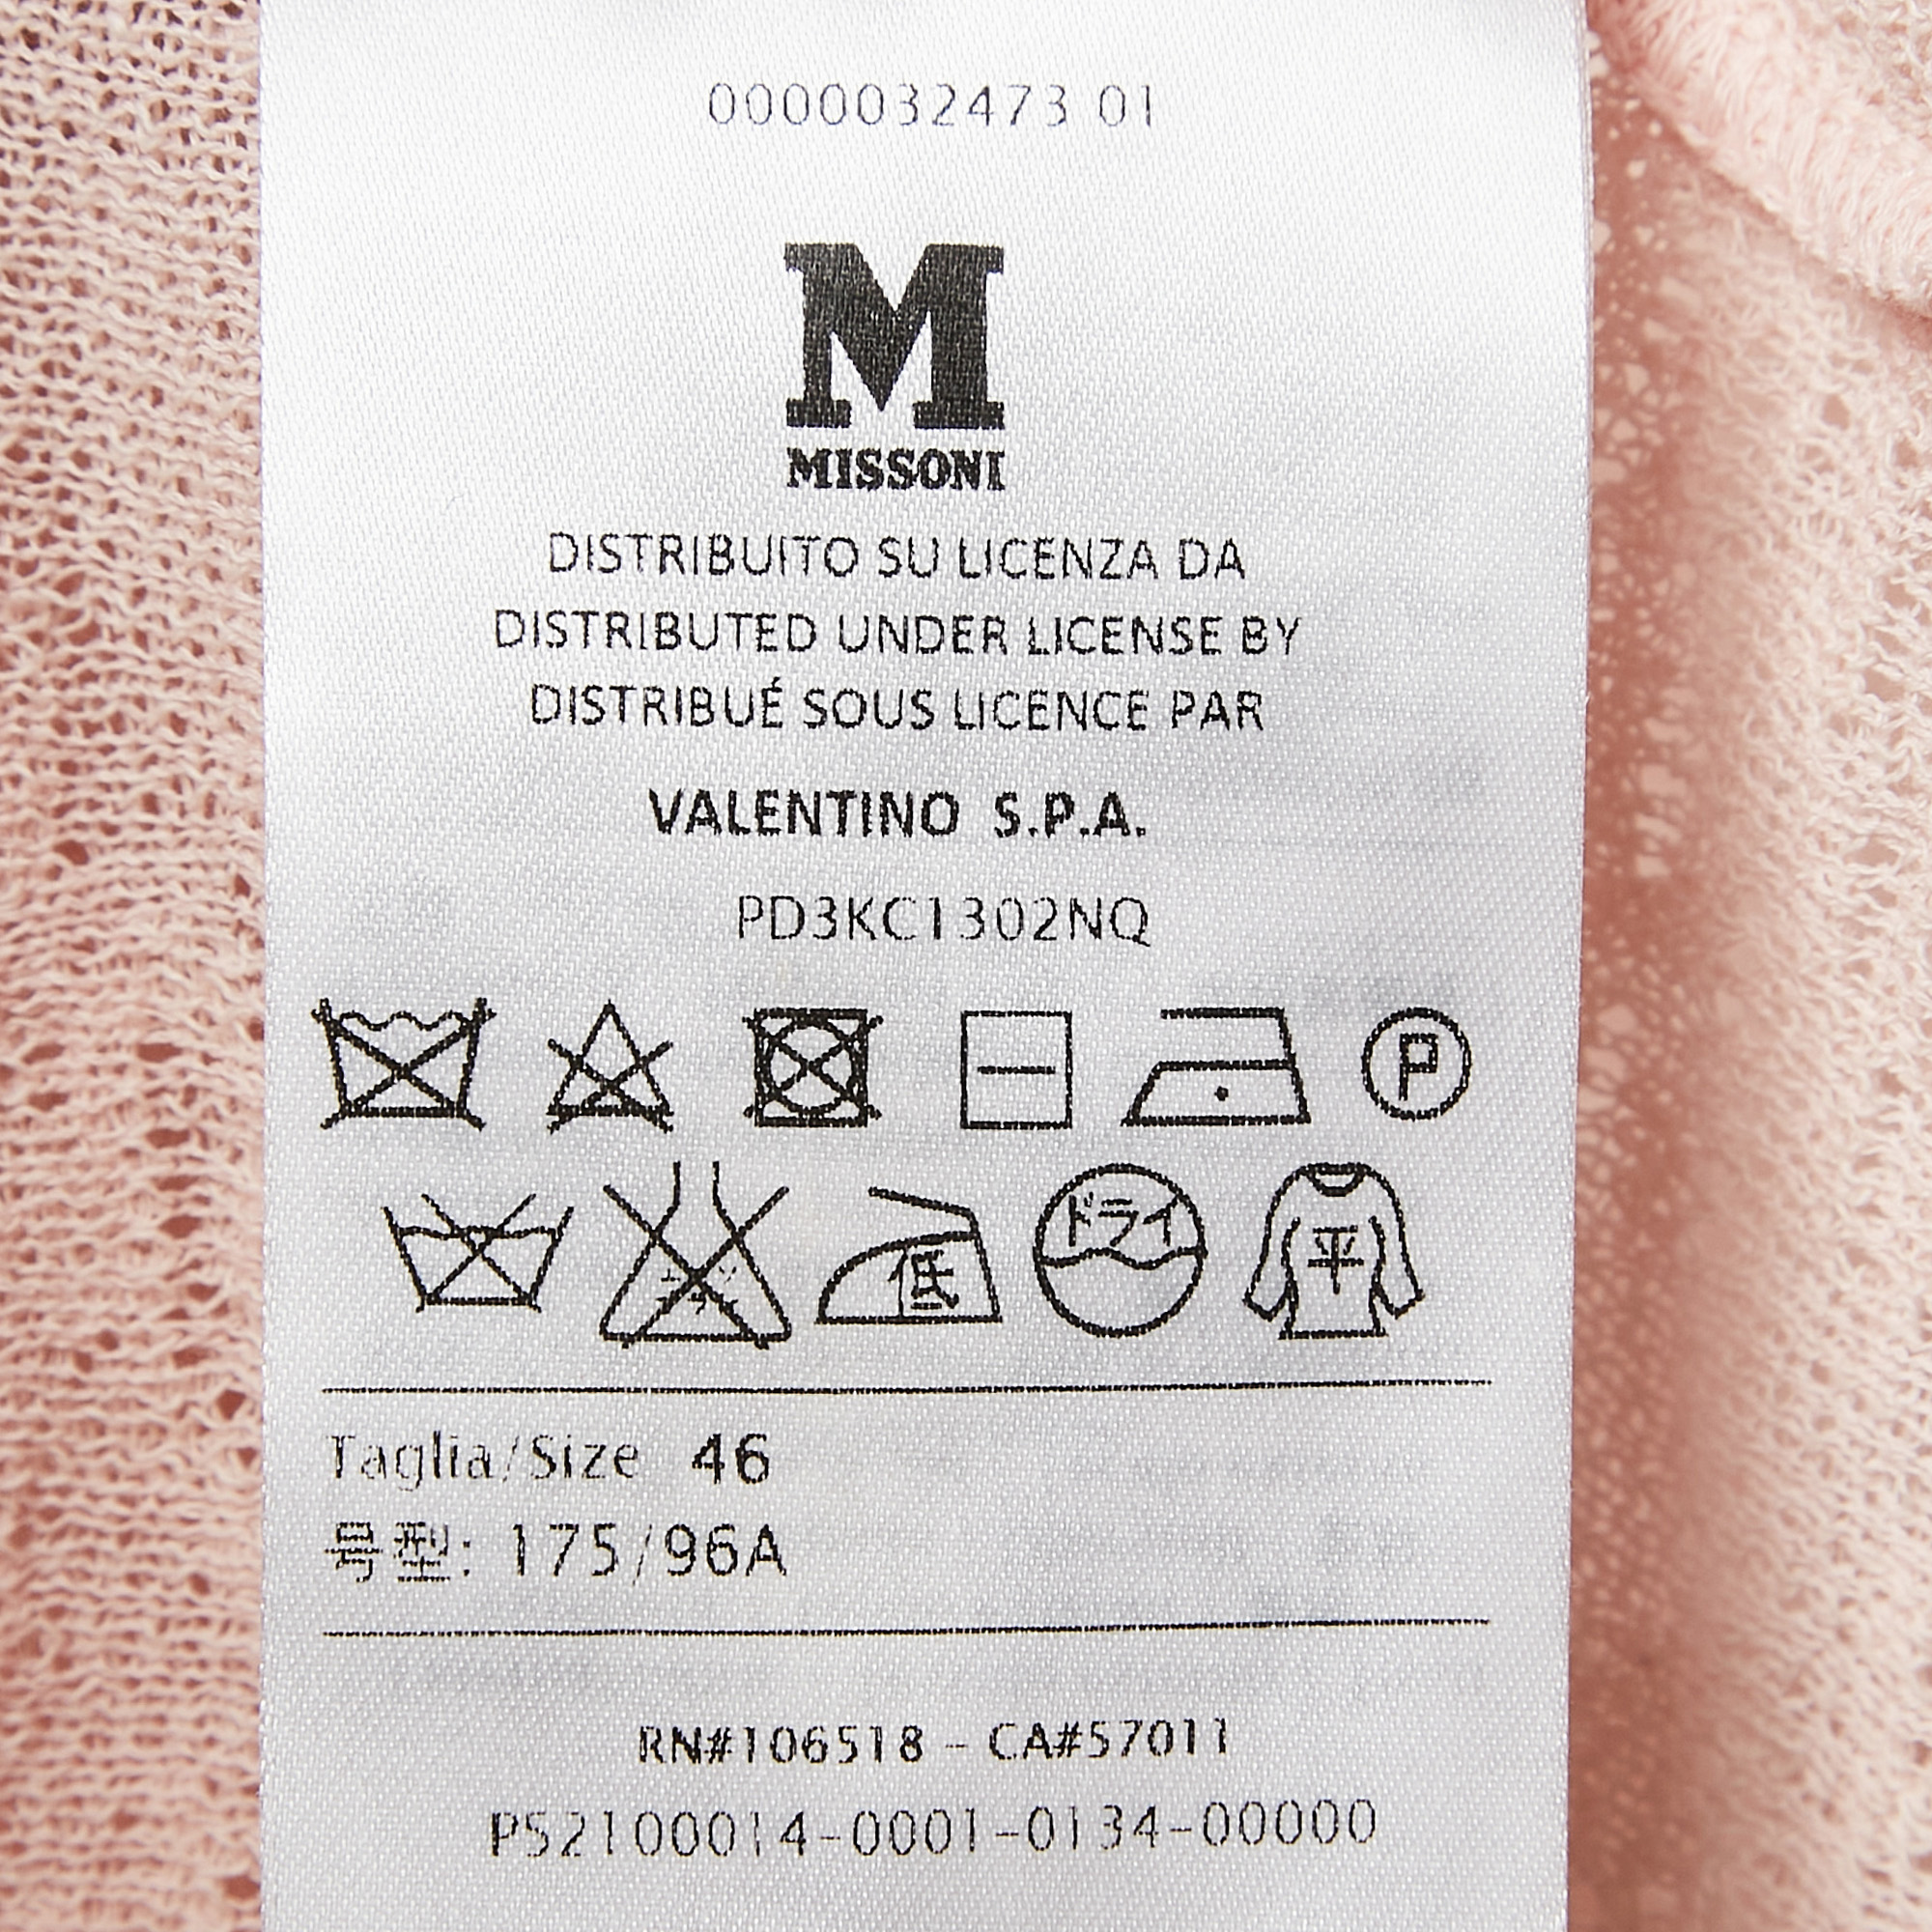 0000032473 01
M
MISSONI
DISTRIBUITO SU LICENZA DA
DISTRIBUTED UNDER LICENSE BY
DISTRIBUÉ SOUS LICENCE PAR
VALENTINO S.P.A.
PD3KC1302NQ
P
低 ドライ 平
Taglia/Size 46
号型: 175/96A
RN#106518 - CA#57011
PS2100014-0001-0134-00000